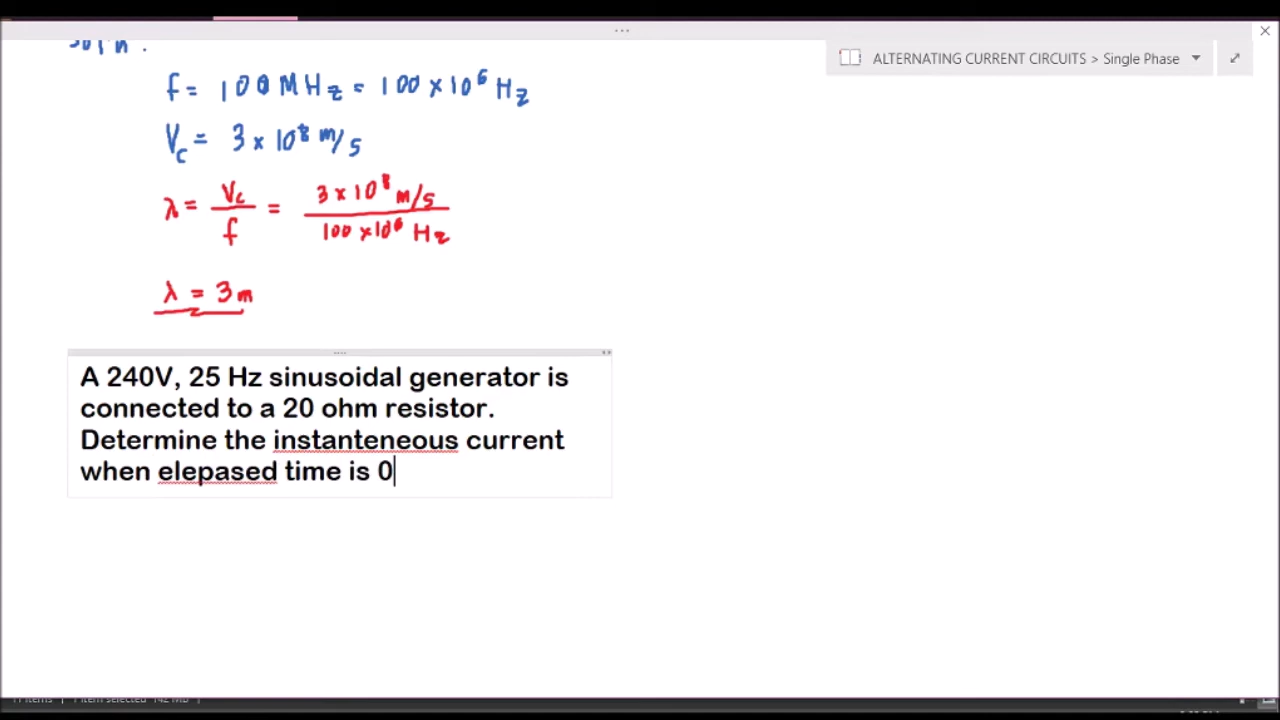 ALTERNATING CURRENT CIRCUITS > Single Phase
f = 100 MHz = 100 x 10⁶ Hz
Vc = 3 x 10⁸ m/s
λ = Vc / f = 3 x 10⁸ m/s / 100 x 10⁶ Hz
λ = 3 m
A 240V, 25 Hz sinusoidal generator is
connected to a 20 ohm resistor.
Determine the instanteneous current
when elepased time is 0